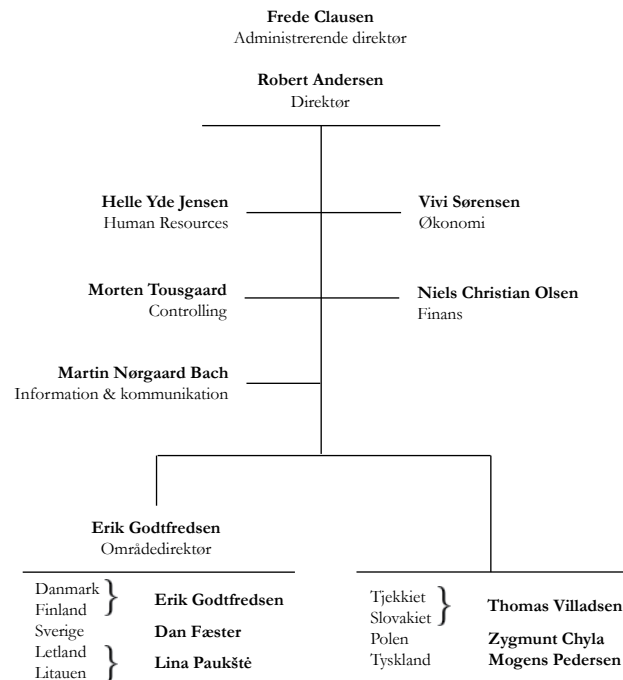 Frede Clausen
Administrerende direktør
Robert Andersen
Direktør
Helle Yde Jensen
Human Resources
Vivi Sørensen
Økonomi
Morten Tousgaard
Controlling
Niels Christian Olsen
Finans
Martin Nørgaard Bach
Information & kommunikation
Erik Godtfredsen
Områdedirektør
Danmark
Finland
Erik Godtfredsen
Sverige
Dan Fæster
Letland
Litauen
Lina Paukštė
Tjekkiet
Slovakiet
Thomas Villadsen
Polen
Zygmunt Chyla
Tyskland
Mogens Pedersen